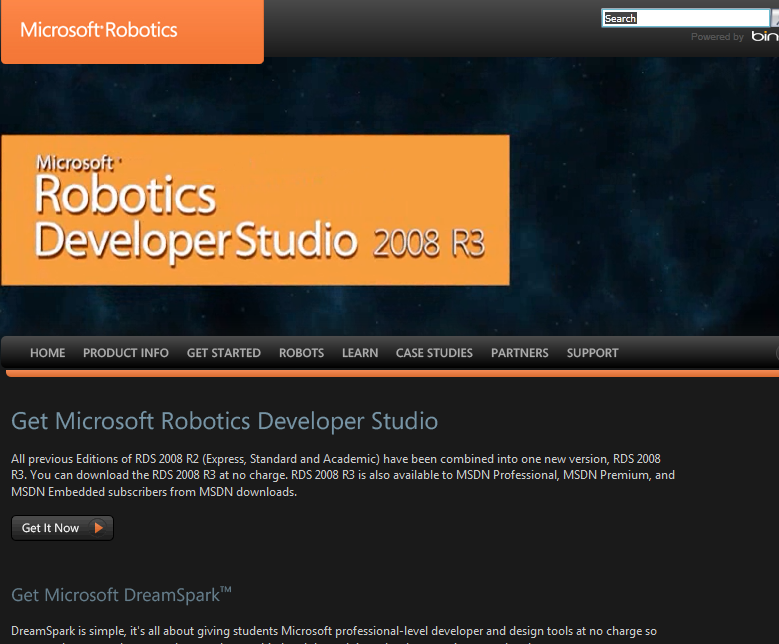 Microsoft Robotics
Search
Powered by bin
Microsoft
Robotics
Developer Studio 2008 R3
HOME PRODUCT INFO GET STARTED ROBOTS LEARN CASE STUDIES PARTNERS SUPPORT
Get Microsoft Robotics Developer Studio
All previous Editions of RDS 2008 R2 (Express, Standard and Academic) have been combined into one new version, RDS 2008
R3. You can download the RDS 2008 R3 at no charge. RDS 2008 R3 is also available to MSDN Professional, MSDN Premium, and
MSDN Embedded subscribers from MSDN downloads.
Get It Now
Get Microsoft DreamSpark™
DreamSpark is simple, it's all about giving students Microsoft professional-level developer and design tools at no charge so